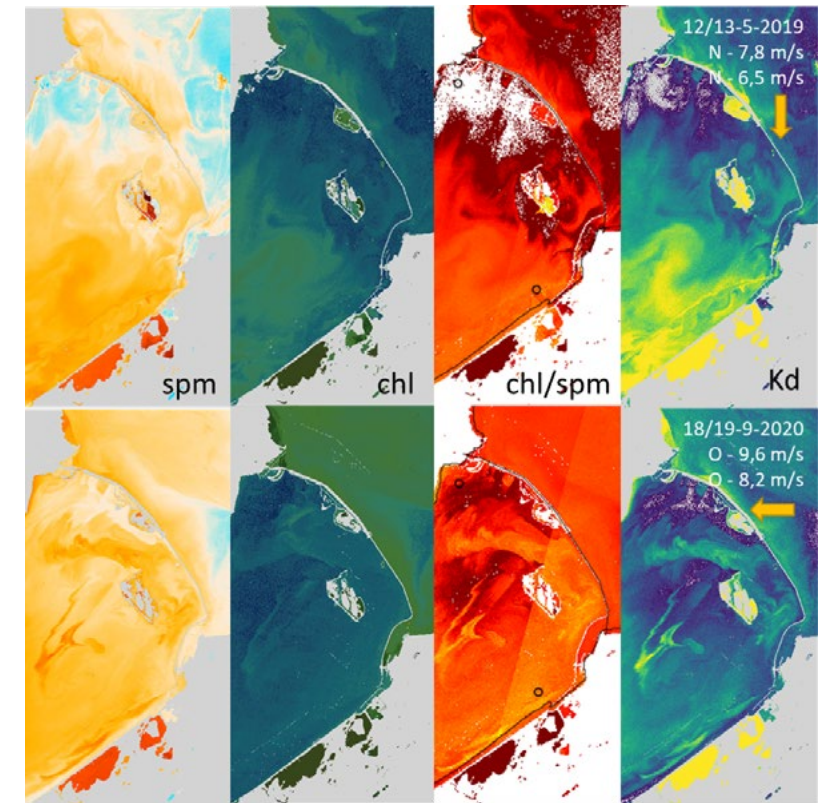 12/13-5-2019
N - 7,8 m/s
N - 6,5 m/s
spm
chl
chl/spm
Kd
18/19-9-2020
O - 9,6 m/s
O - 8,2 m/s